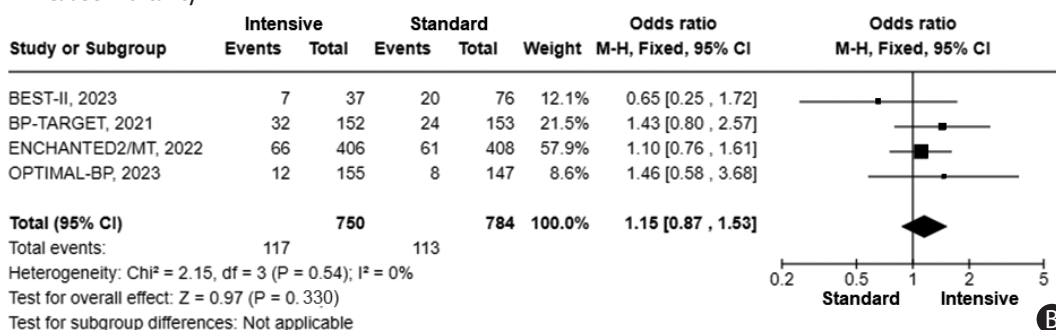 Intensive Standard Odds ratio Odds ratio
Study or Subgroup Events Total Events Total Weight M-H, Fixed, 95% CI M-H, Fixed, 95% CI
BEST-II, 2023 7 37 20 76 12.1% 0.65 [0.25 , 1.72]
BP-TARGET, 2021 32 152 24 153 21.5% 1.43 [0.80 , 2.57]
ENCHANTED2/MT, 2022 66 406 61 408 57.9% 1.10 [0.76 , 1.61]
OPTIMAL-BP, 2023 12 155 8 147 8.6% 1.46 [0.58 , 3.68]
Total (95% CI) 750 784 100.0% 1.15 [0.87 , 1.53]
Total events: 117 113
Heterogeneity: Chi² = 2.15, df = 3 (P = 0.54); I² = 0%
Test for overall effect: Z = 0.97 (P = 0.330)
Test for subgroup differences: Not applicable
0.2 0.5 1 2 5
Standard Intensive
B